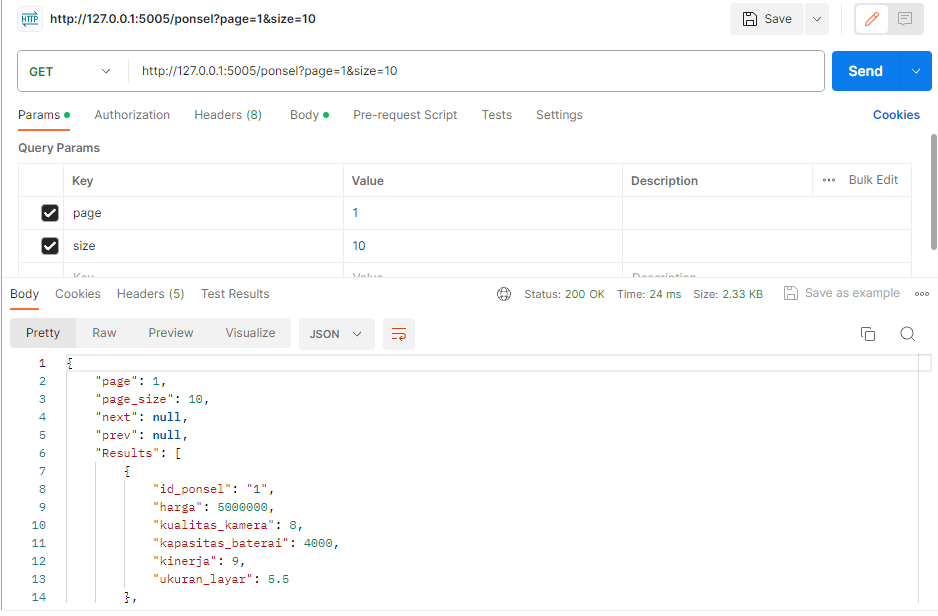 HTTP http://127.0.0.1:5005/ponsel?page=1&size=10 Save
GET http://127.0.0.1:5005/ponsel?page=1&size=10 Send
Params Authorization Headers (8) Body Pre-request Script Tests Settings Cookies
Query Params
Key Value Description Bulk Edit
page 1
size 10
Key Value Description
Body Cookies Headers (5) Test Results Status: 200 OK Time: 24 ms Size: 2.33 KB Save as example
Pretty Raw Preview Visualize JSON
1 {
2 "page": 1,
3 "page_size": 10,
4 "next": null,
5 "prev": null,
6 "Results": [
7 {
8 "id_ponsel": "1",
9 "harga": 5000000,
10 "kualitas_kamera": 8,
11 "kapasitas_baterai": 4000,
12 "kinerja": 9,
13 "ukuran_layar": 5.5
14 },